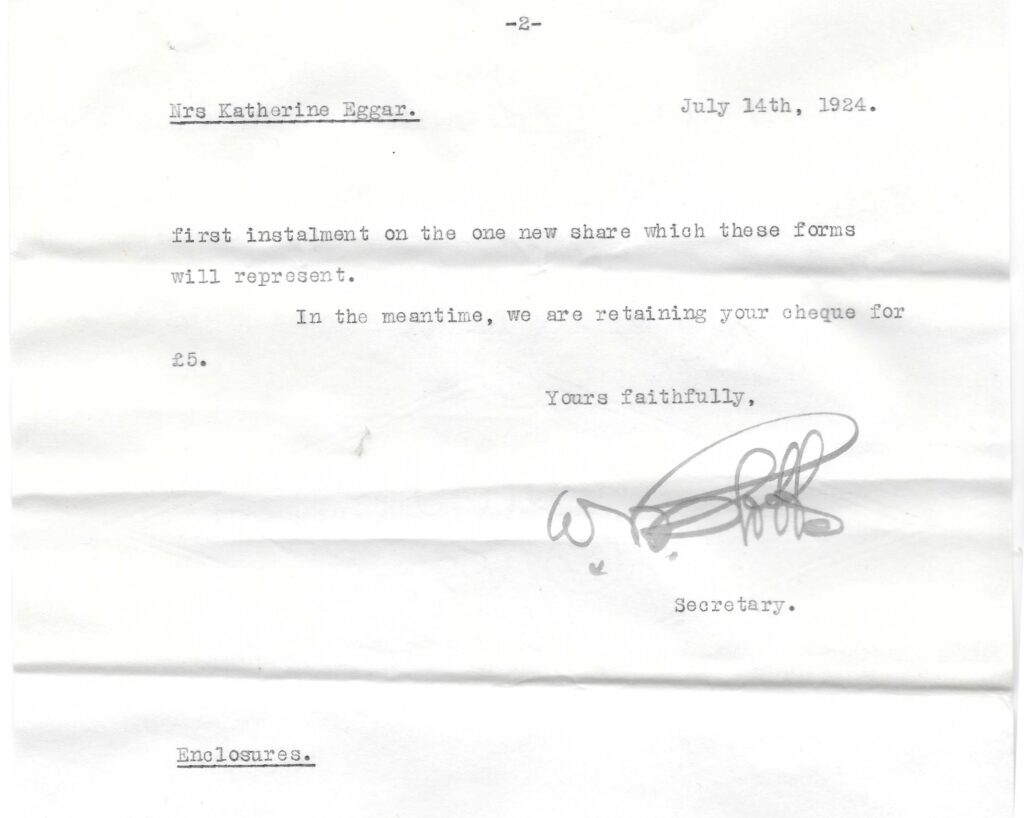 -2-
Mrs Katherine Eggar.
July 14th, 1924.
first instalment on the one new share which these forms
will represent.
In the meantime, we are retaining your cheque for
£5.
Yours faithfully,
W.
Secretary.
Enclosures.